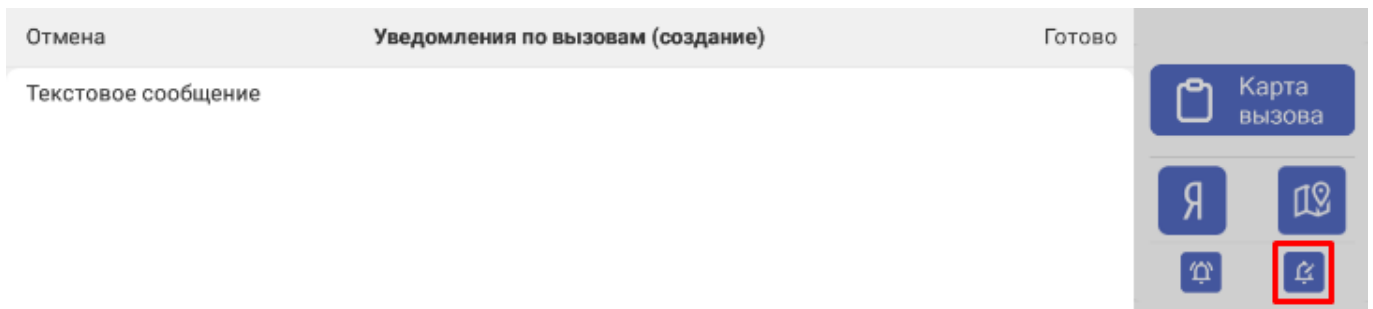 Отмена Уведомления по вызовам (создание) Готово
Текстовое сообщение
Карта
вызова
Я